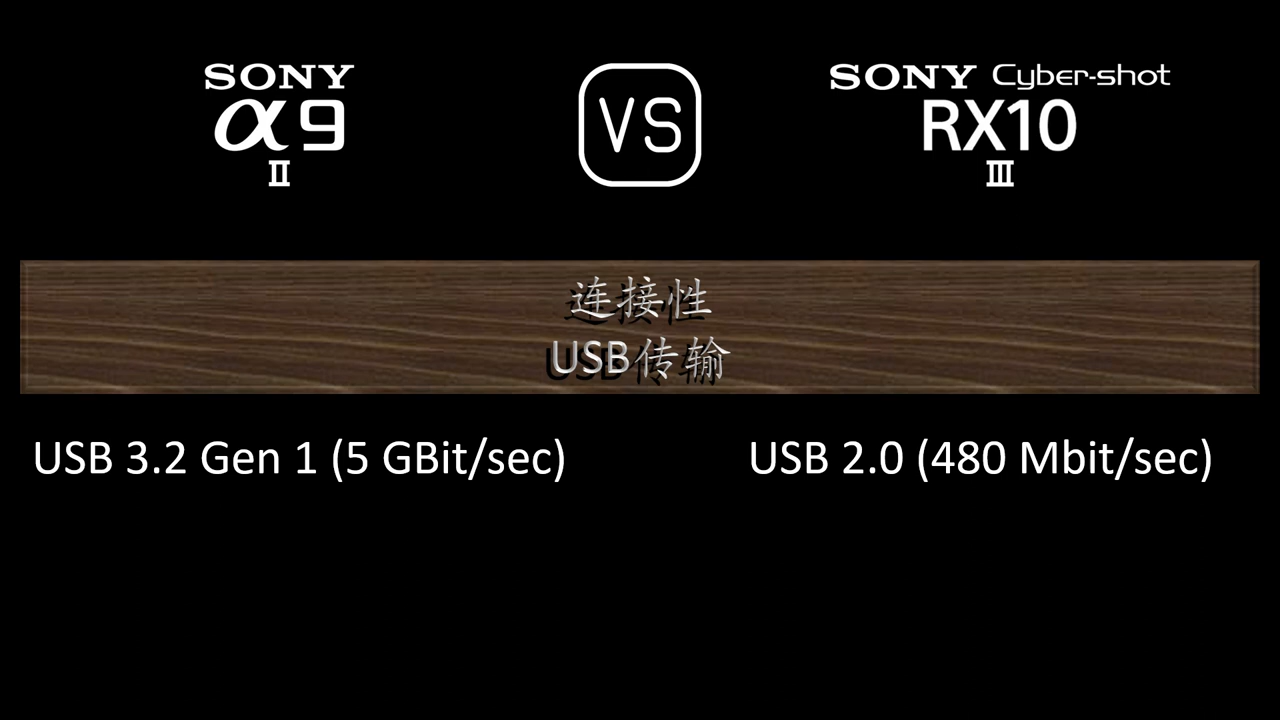 SONY
α9
II
VS
SONY Cyber-shot
RX10
III
连接性
USB传输
USB 3.2 Gen 1 (5 GBit/sec)
USB 2.0 (480 Mbit/sec)